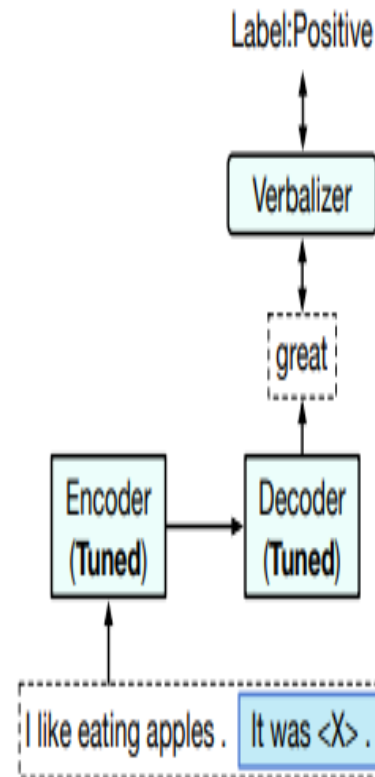 Label:Positive
Verbalizer
great
Encoder Decoder
(Tuned) (Tuned)
I like eating apples . It was <X> .